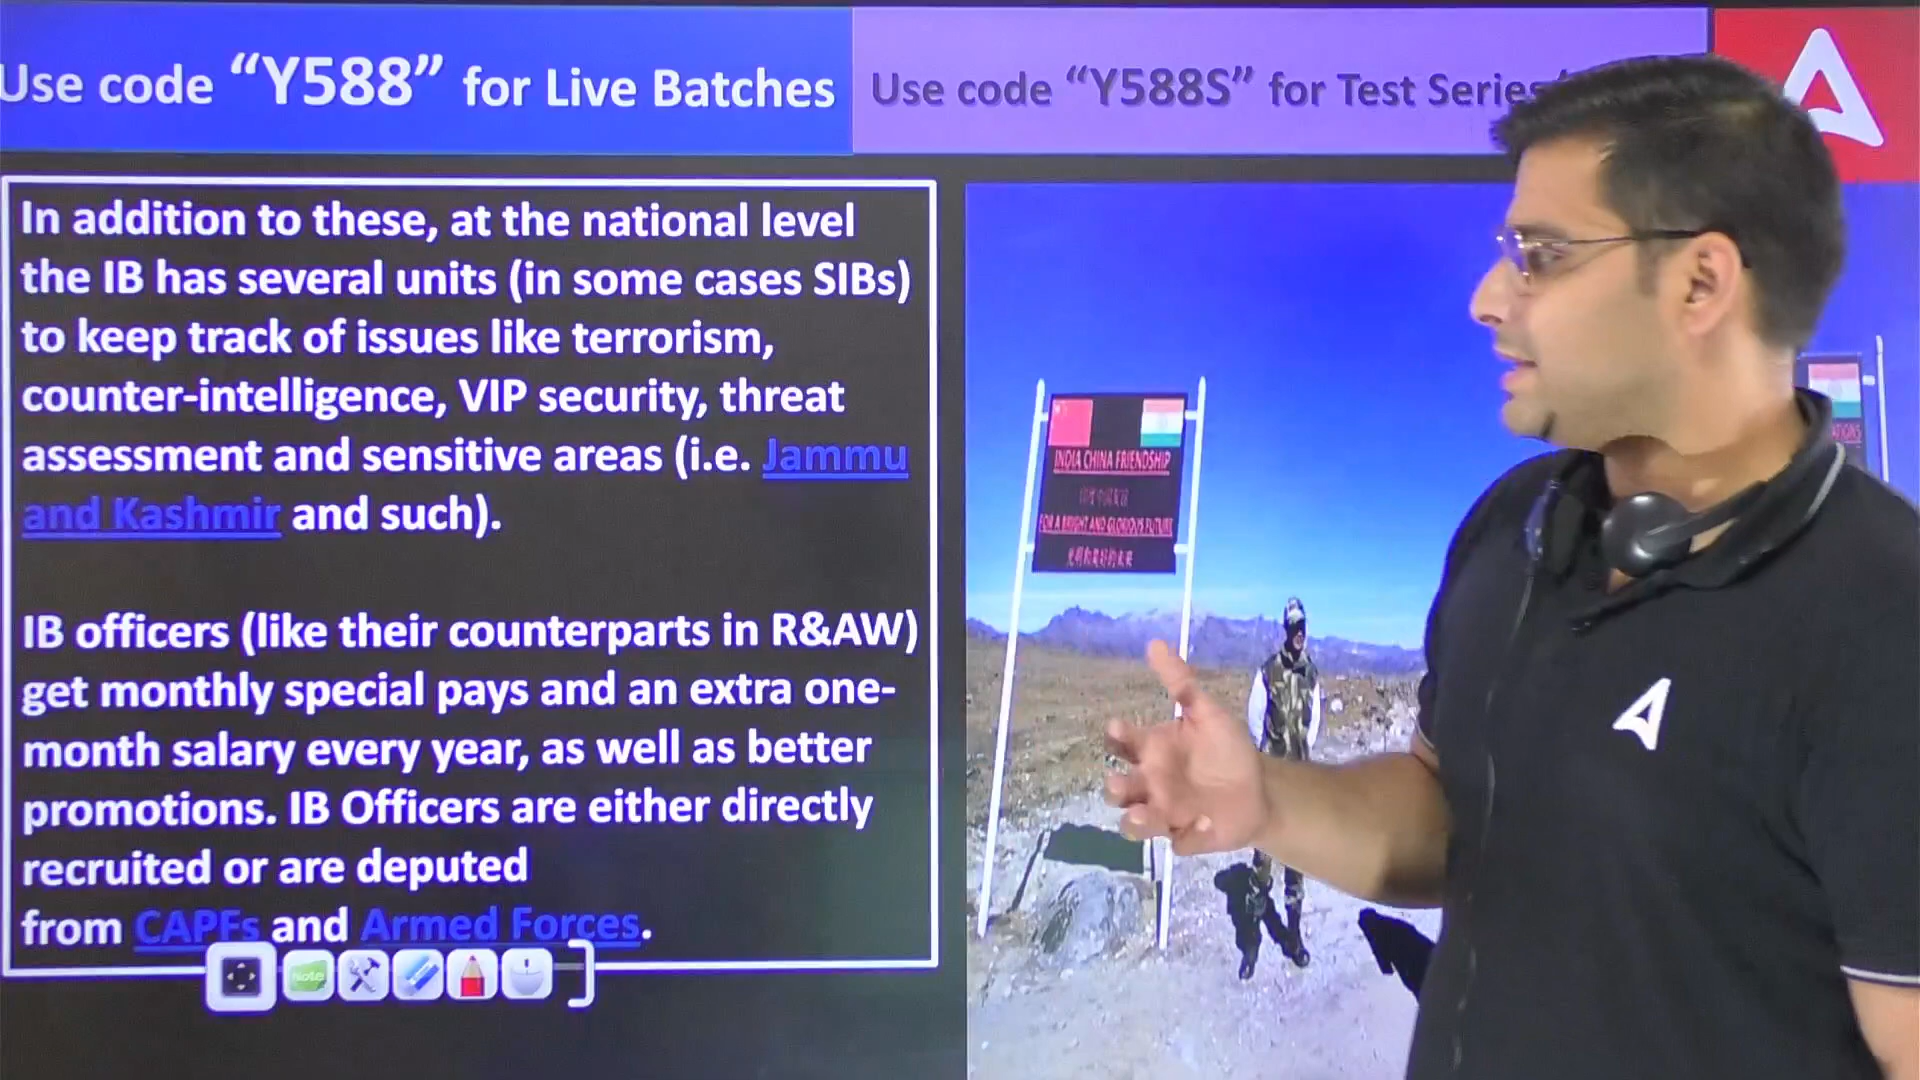 Use code “Y588” for Live Batches
Use code “Y588S” for Test Series
In addition to these, at the national level
the IB has several units (in some cases SIBs)
to keep track of issues like terrorism,
counter-intelligence, VIP security, threat
assessment and sensitive areas (i.e. Jammu
and Kashmir and such).
IB officers (like their counterparts in R&AW)
get monthly special pays and an extra one-
month salary every year, as well as better
promotions. IB Officers are either directly
recruited or are deputed
from CAPFs and Armed Forces.
Note
INDIA CHINA FRIENDSHIP
FOR A BRIGHT AND GLORIOUS FUTURE